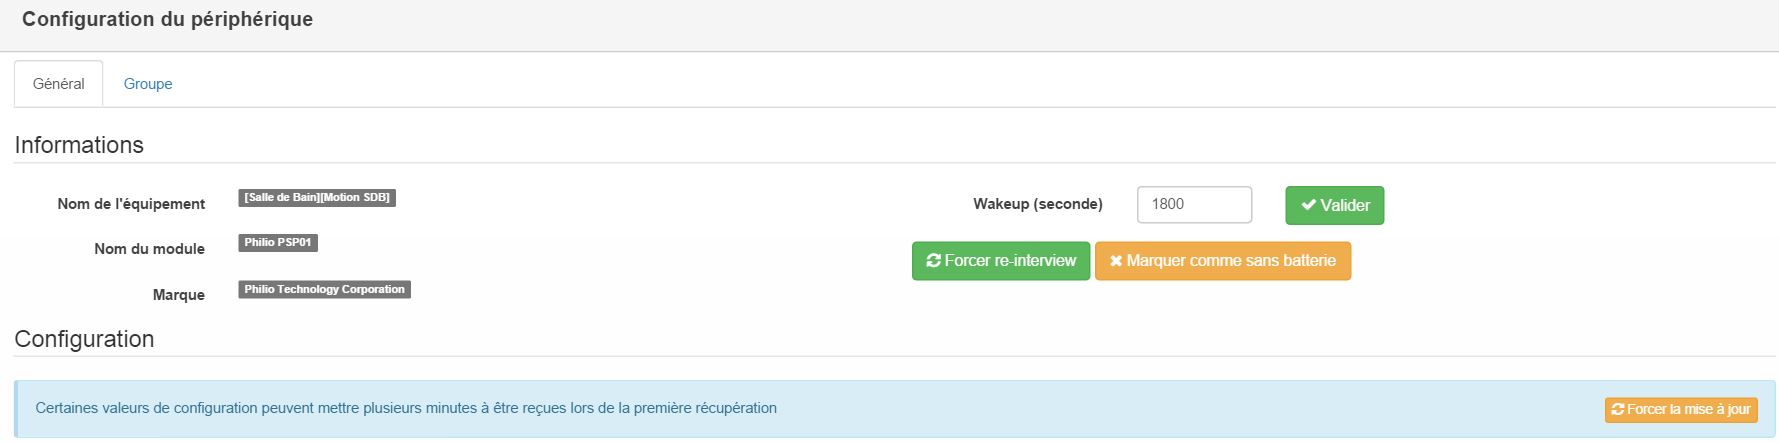 Configuration du périphérique
Général Groupe
Informations
Nom de l'équipement [Salle de Bain][Motion SDB] Wakeup (seconde) 1800 Valider
Nom du module Philio PSP01 Forcer re-interview Marquer comme sans batterie
Marque Philio Technology Corporation
Configuration
Certaines valeurs de configuration peuvent mettre plusieurs minutes à être reçues lors de la première récupération Forcer la mise à jour